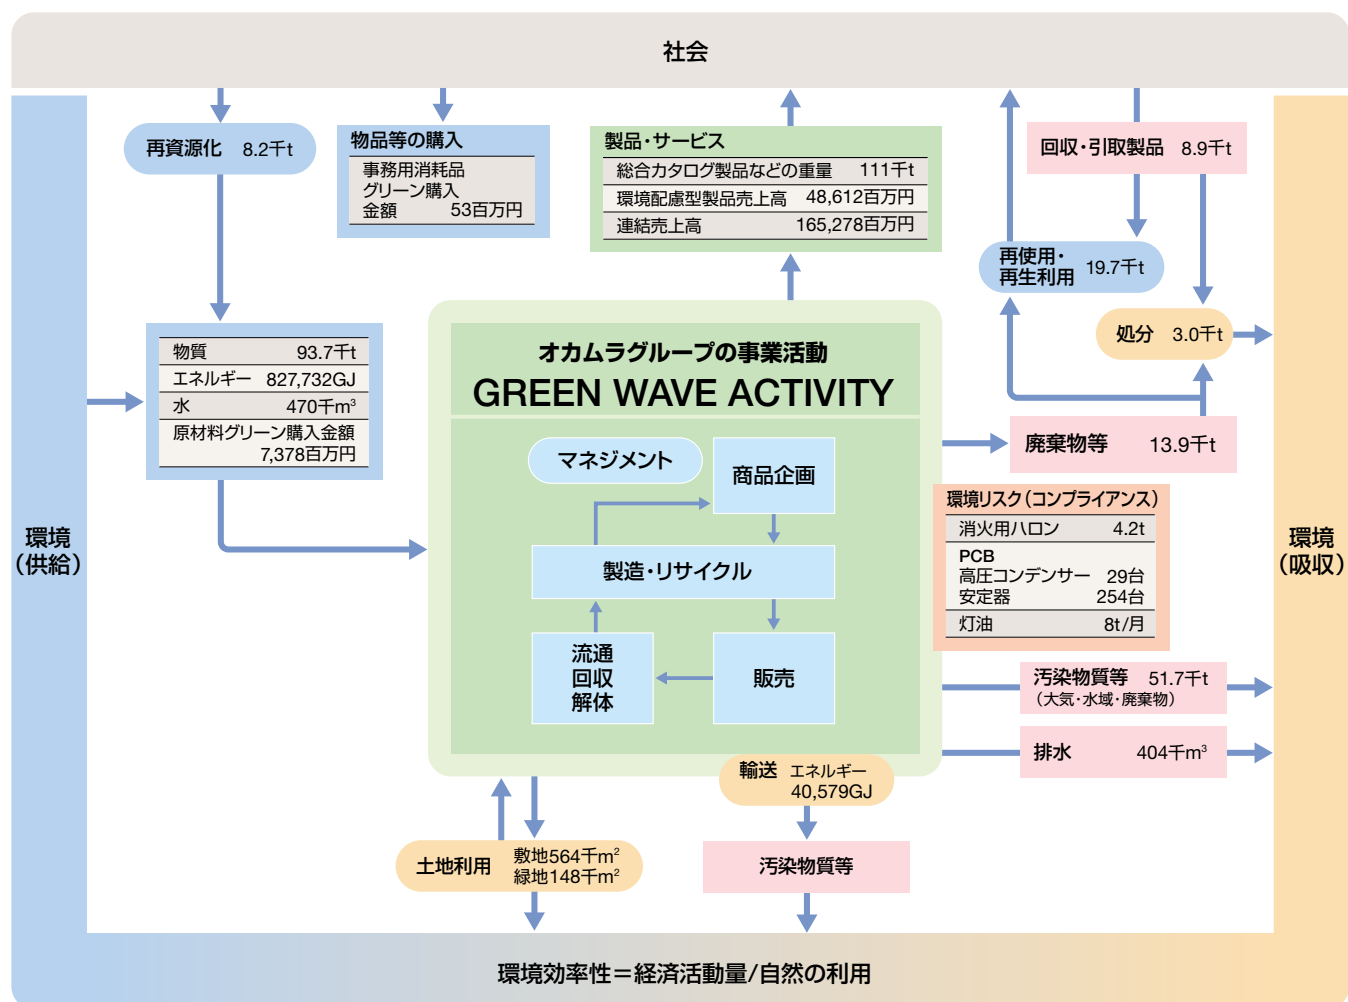 社会
再資源化 8.2千t
物品等の購入
事務用消耗品
グリーン購入
金額 53百万円
製品・サービス
総合カタログ製品などの重量 111千t
環境配慮型製品売上高 48,612百万円
連結売上高 165,278百万円
回収・引取製品 8.9千t
再使用・
再生利用 19.7千t
処分 3.0千t
物質 93.7千t
エネルギー 827,732GJ
水 470千m³
原材料グリーン購入金額
7,378百万円
オカムラグループの事業活動
GREEN WAVE ACTIVITY
マネジメント
商品企画
製造・リサイクル
流通
回収
解体
販売
廃棄物等 13.9千t
環境リスク（コンプライアンス）
消火用ハロン 4.2t
PCB
高圧コンデンサー 29台
安定器 254台
灯油 8t/月
環境
（供給）
環境
（吸収）
汚染物質等 51.7千t
（大気・水域・廃棄物）
排水 404千m³
輸送 エネルギー
40,579GJ
土地利用 敷地564千m²
緑地148千m²
汚染物質等
環境効率性＝経済活動量/自然の利用